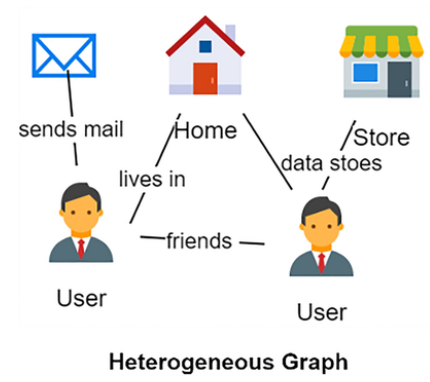 sends mail
Home
Store
data stoes
lives in
friends
User
User
Heterogeneous Graph